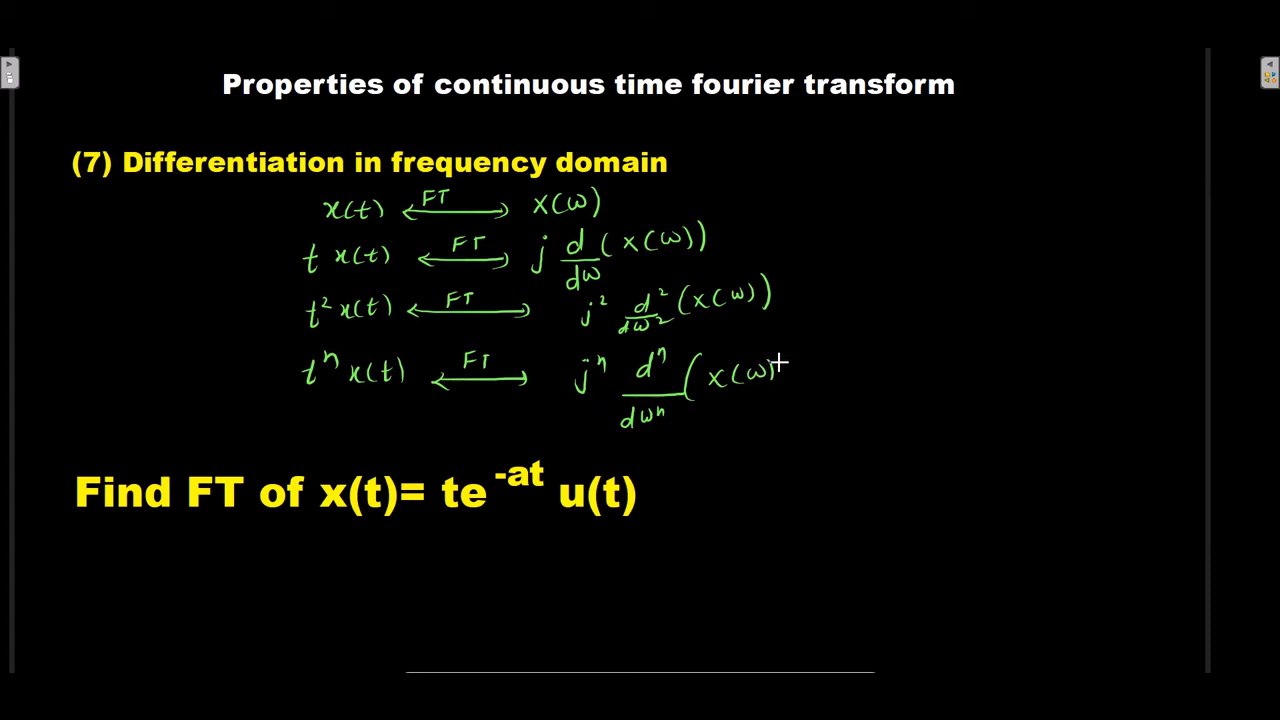 Properties of continuous time fourier transform
(7) Differentiation in frequency domain
x(t) ⟷ FT X(ω)
t x(t) ⟷ FT j d/dω (X(ω))
t² x(t) ⟷ FT j² d²/dω² (X(ω))
tⁿ x(t) ⟷ FT jⁿ dⁿ/dωⁿ (X(ω)
Find FT of x(t)= te^-at u(t)